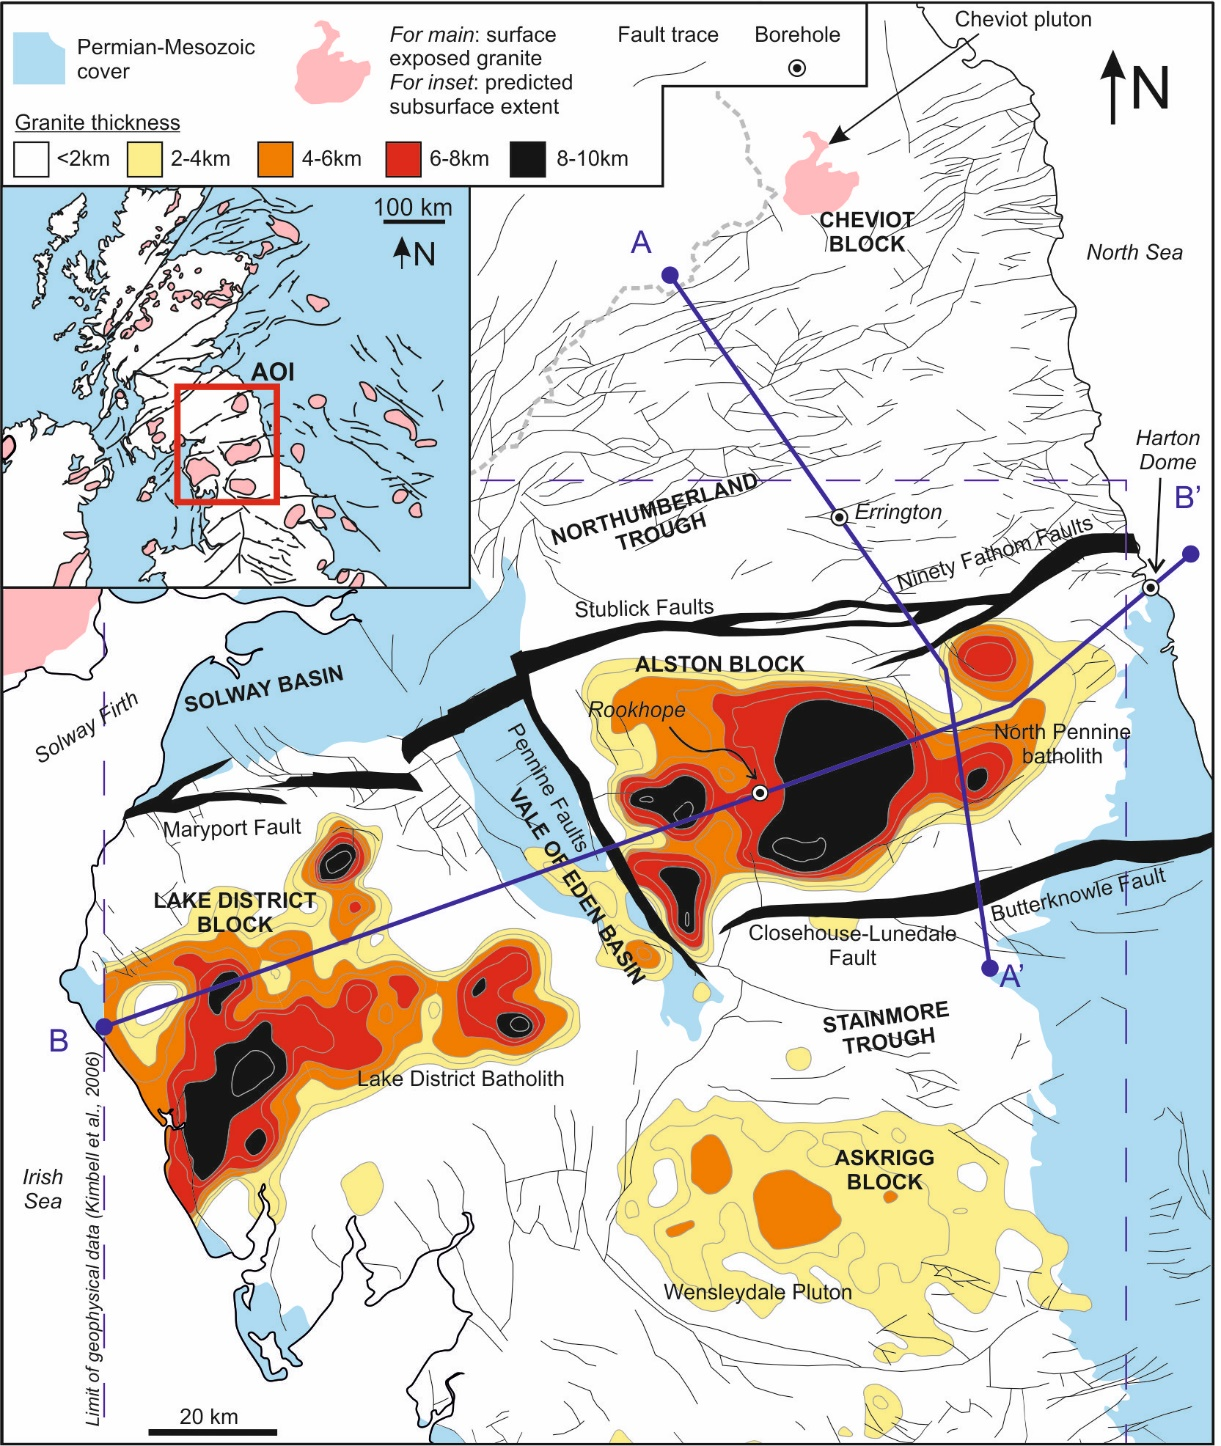 Permian-Mesozoic
cover
For main: surface
exposed granite
For inset: predicted
subsurface extent
Fault trace
Borehole
Cheviot pluton
N
Granite thickness
<2km
2-4km
4-6km
6-8km
8-10km
100 km
N
AOI
CHEVIOT
BLOCK
A
North Sea
Harton
Dome
B’
NORTHUMBERLAND
TROUGH
Errington
Ninety Fathom Faults
Stublick Faults
ALSTON BLOCK
SOLWAY BASIN
Solway Firth
Rookhope
North Pennine
batholith
Pennine Faults
VALE OF EDEN BASIN
Maryport Fault
LAKE DISTRICT
BLOCK
Butterknowle Fault
Closehouse-Lunedale
Fault
A’
B
STAINMORE
TROUGH
Lake District Batholith
Limit of geophysical data (Kimbell et al., 2006)
Irish
Sea
ASKRIGG
BLOCK
Wensleydale Pluton
20 km